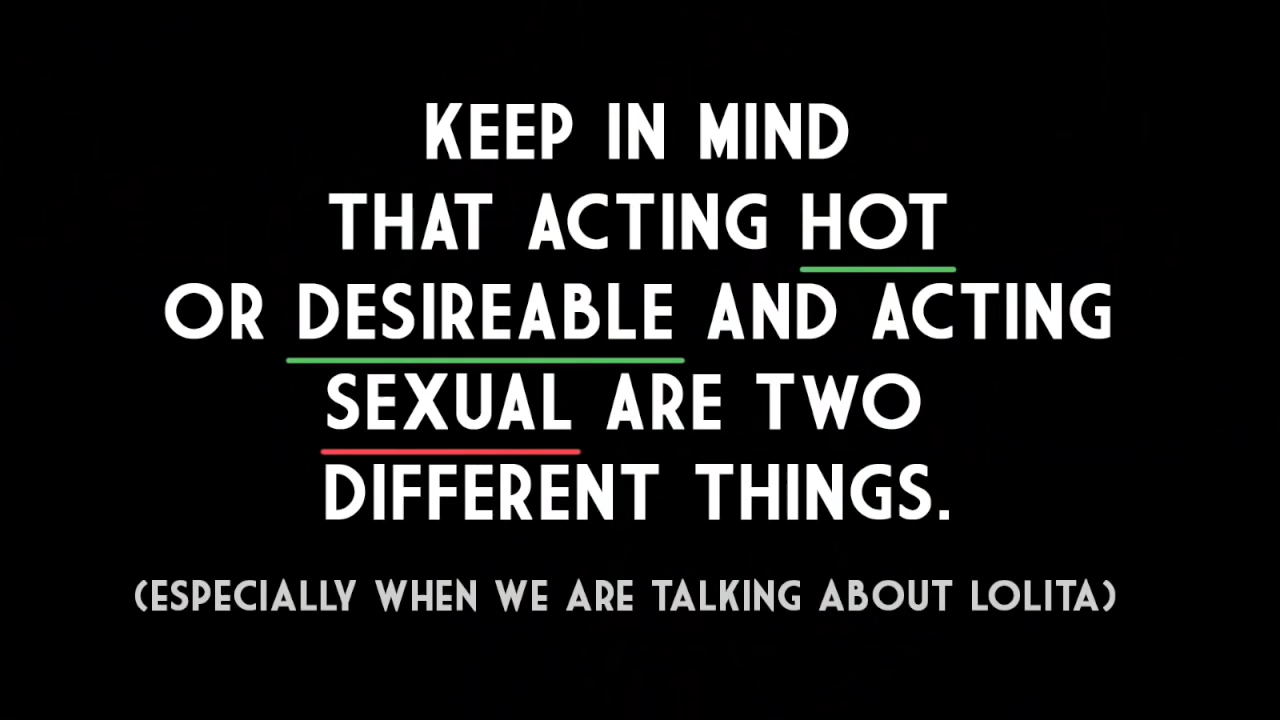 KEEP IN MIND
THAT ACTING HOT
OR DESIREABLE AND ACTING
SEXUAL ARE TWO
DIFFERENT THINGS.
(ESPECIALLY WHEN WE ARE TALKING ABOUT LOLITA)